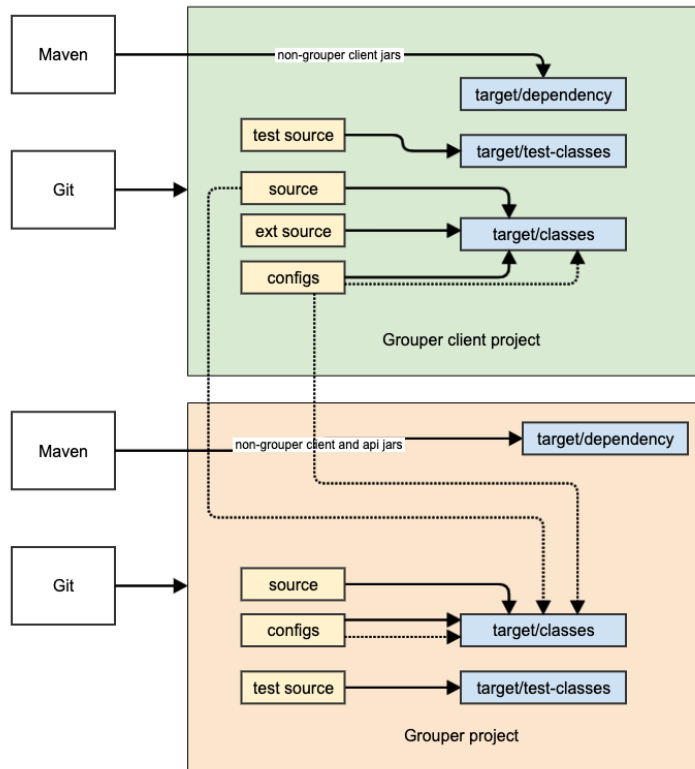 Maven
non-grouper client jars
target/dependency
test source
target/test-classes
Git
source
ext source
target/classes
configs
Grouper client project
Maven
non-grouper client and api jars
target/dependency
Git
source
configs
target/classes
test source
target/test-classes
Grouper project